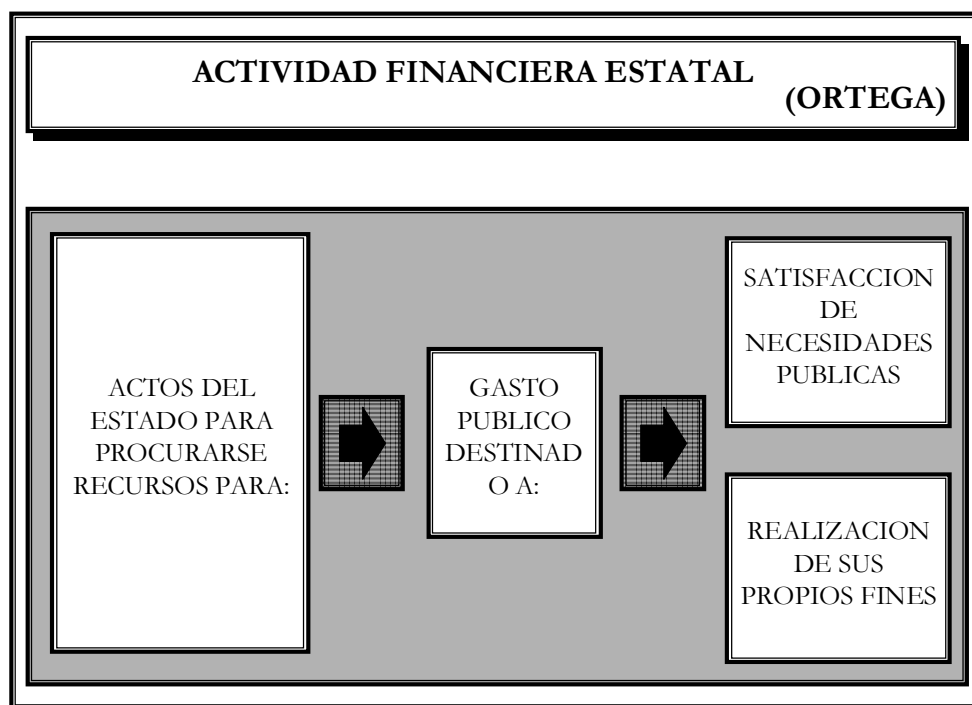 ACTIVIDAD FINANCIERA ESTATAL
(ORTEGA)
ACTOS DEL
ESTADO PARA
PROCURARSE
RECURSOS PARA:
GASTO
PUBLICO
DESTINAD
O A:
SATISFACCION
DE
NECESIDADES
PUBLICAS
REALIZACION
DE SUS
PROPIOS FINES